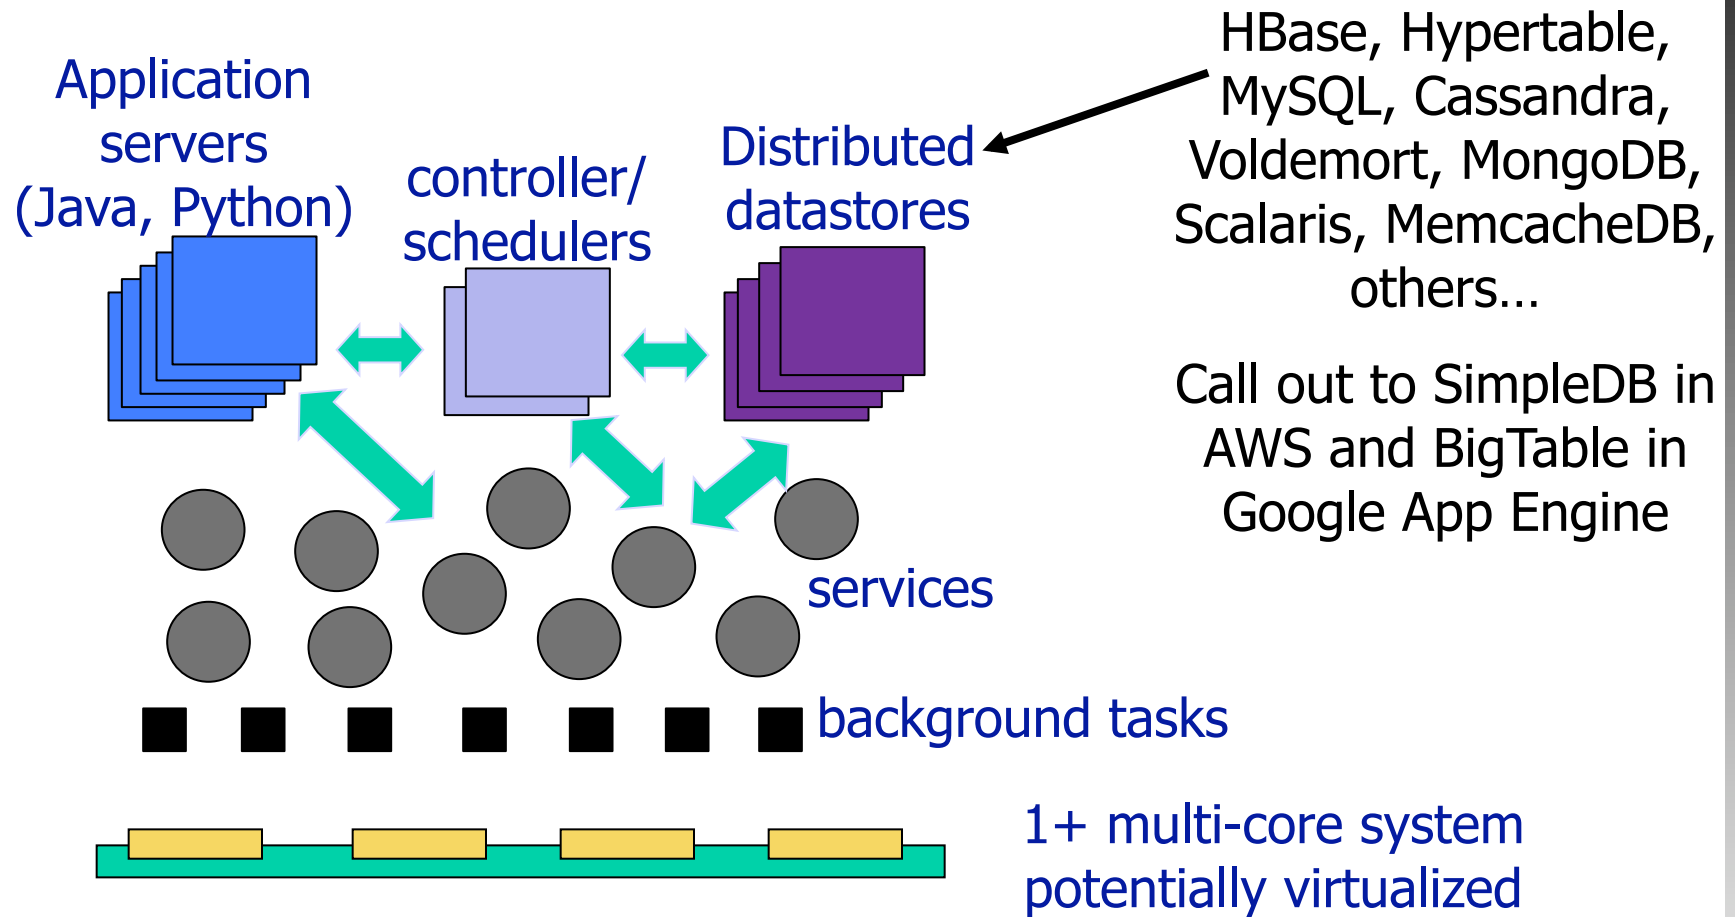 Application
servers
(Java, Python)
controller/
schedulers
Distributed
datastores
HBase, Hypertable,
MySQL, Cassandra,
Voldemort, MongoDB,
Scalaris, MemcacheDB,
others…
Call out to SimpleDB in
AWS and BigTable in
Google App Engine
services
background tasks
1+ multi-core system
potentially virtualized